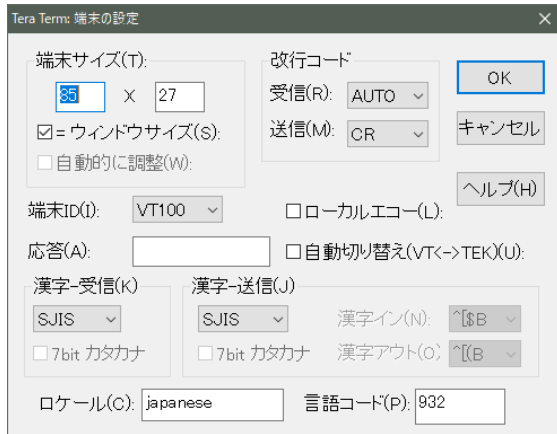 Tera Term: 端末の設定
端末サイズ(T):
85 X 27
=ウィンドウサイズ(S):
自動的に調整(W):
改行コード
受信(R): AUTO
送信(M): CR
OK
キャンセル
ヘルプ(H)
端末ID(I): VT100
ローカルエコー(L):
応答(A):
自動切り替え(VT<->TEK)(U):
漢字-受信(K)
SJIS
7bit カタカナ
漢字-送信(J)
SJIS
7bit カタカナ
漢字イン(N): ^[$B
漢字アウト(O) ^[(B
ロケール(C): japanese
言語コード(P): 932